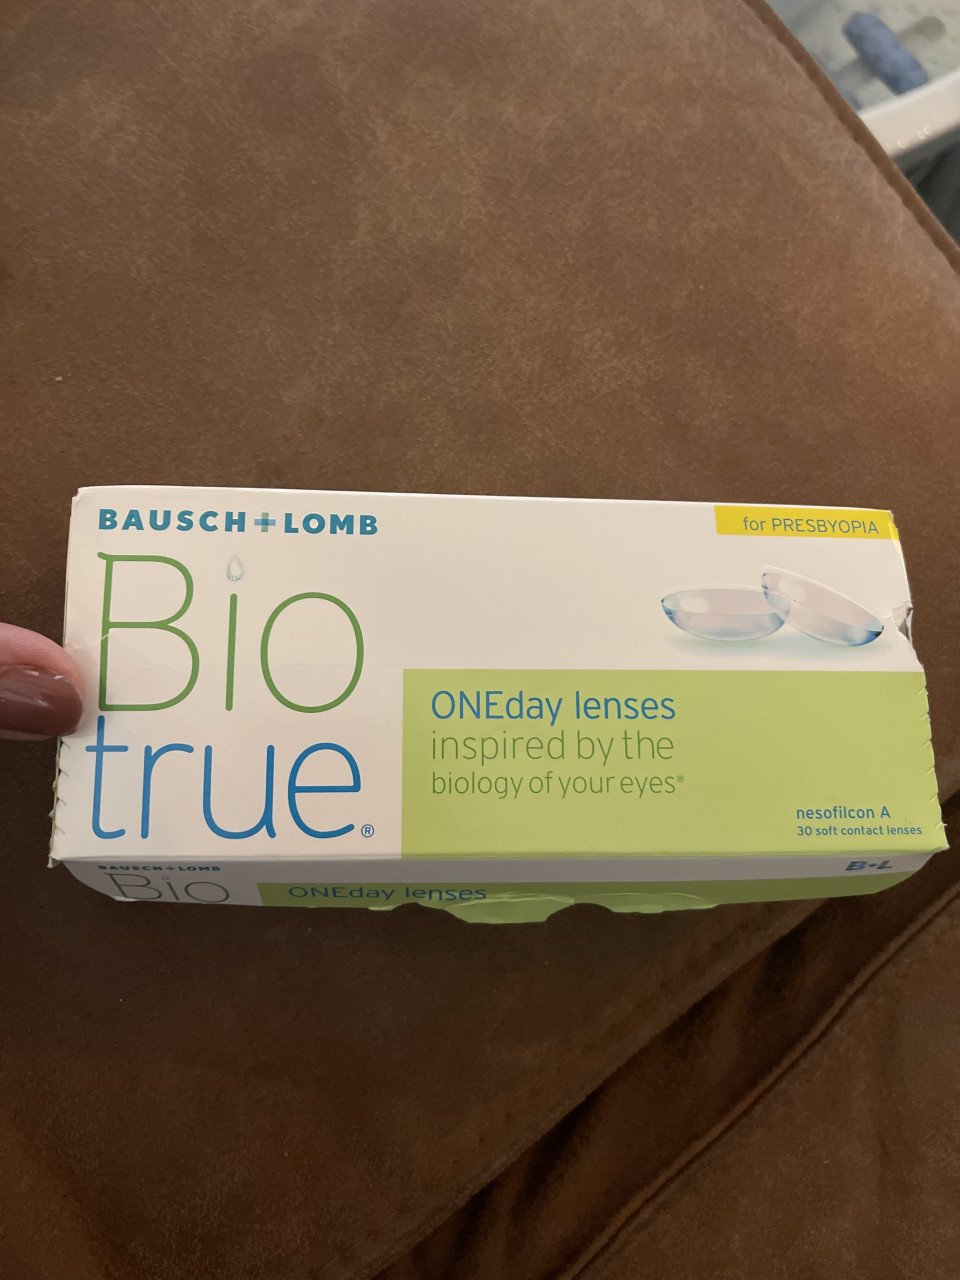 BAUSCH+LOMB
for PRESBYOPIA
Bio
true®
ONEday lenses
inspired by the
biology of your eyes®
nesofilcon A
30 soft contact lenses
BAUSCH+LOMB
Bio
ONEday lenses
B+L